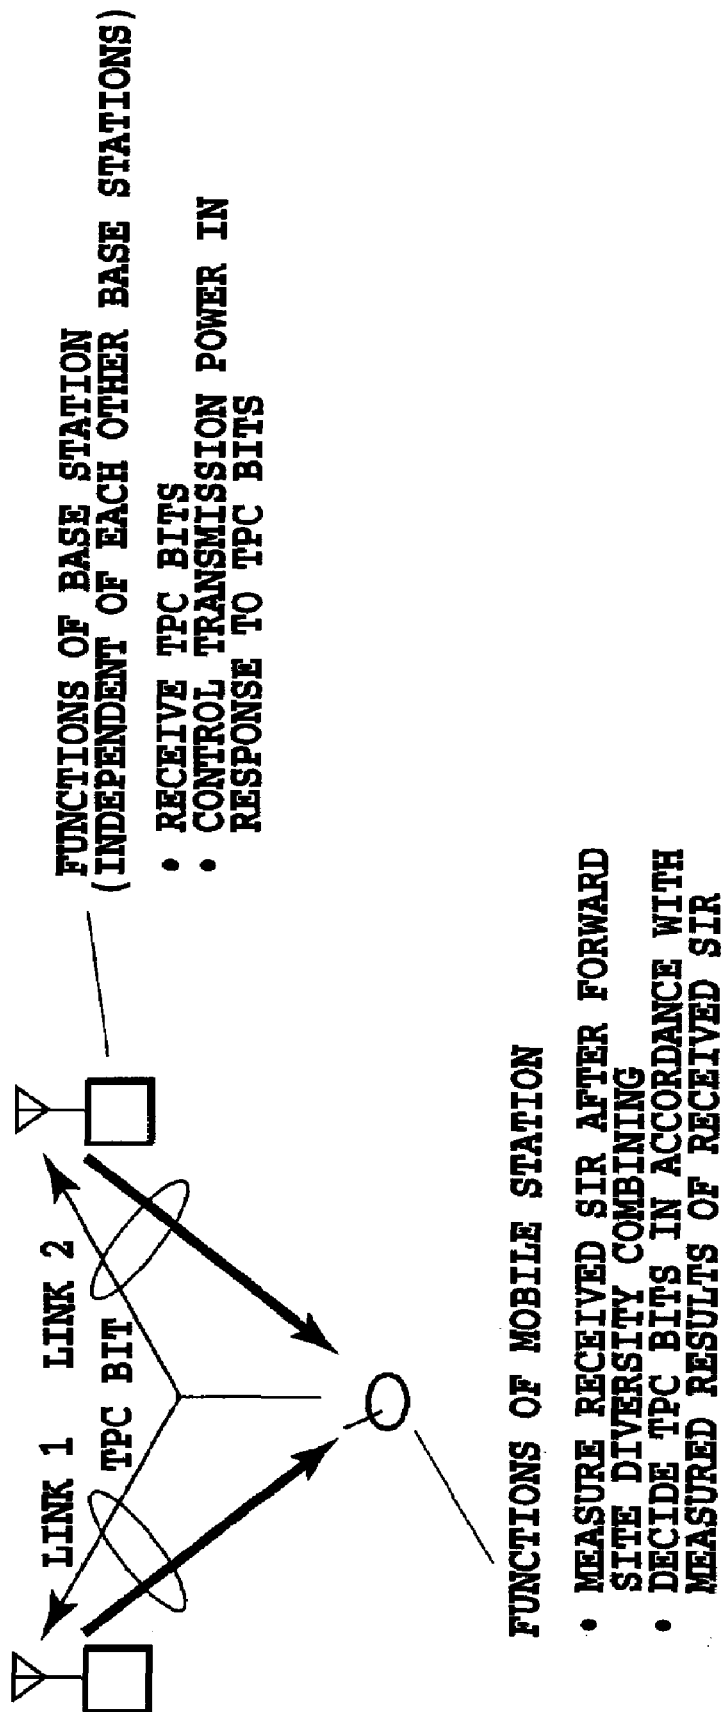 LINK 1
LINK 2
TPC BIT
FUNCTIONS OF BASE STATION
(INDEPENDENT OF EACH OTHER BASE STATIONS)
• RECEIVE TPC BITS
• CONTROL TRANSMISSION POWER IN
RESPONSE TO TPC BITS
FUNCTIONS OF MOBILE STATION
• MEASURE RECEIVED SIR AFTER FORWARD
SITE DIVERSITY COMBINING
• DECIDE TPC BITS IN ACCORDANCE WITH
MEASURED RESULTS OF RECEIVED SIR